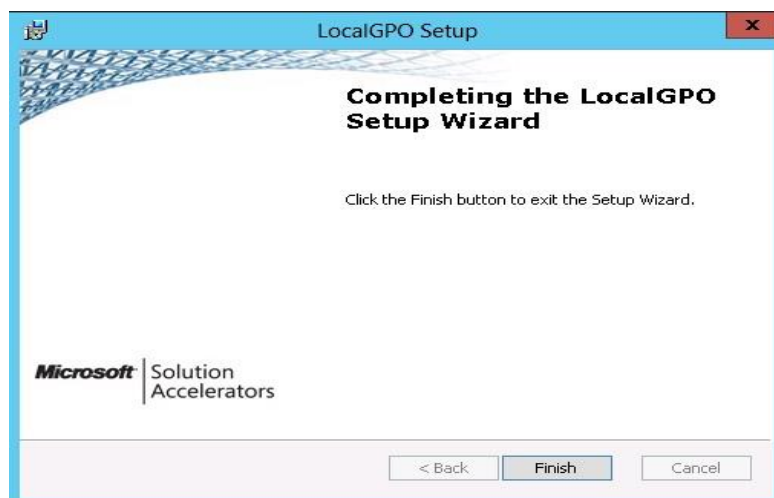 LocalGPO Setup
x
Completing the LocalGPO
Setup Wizard
Click the Finish button to exit the Setup Wizard.
Microsoft Solution
Accelerators
< Back Finish Cancel